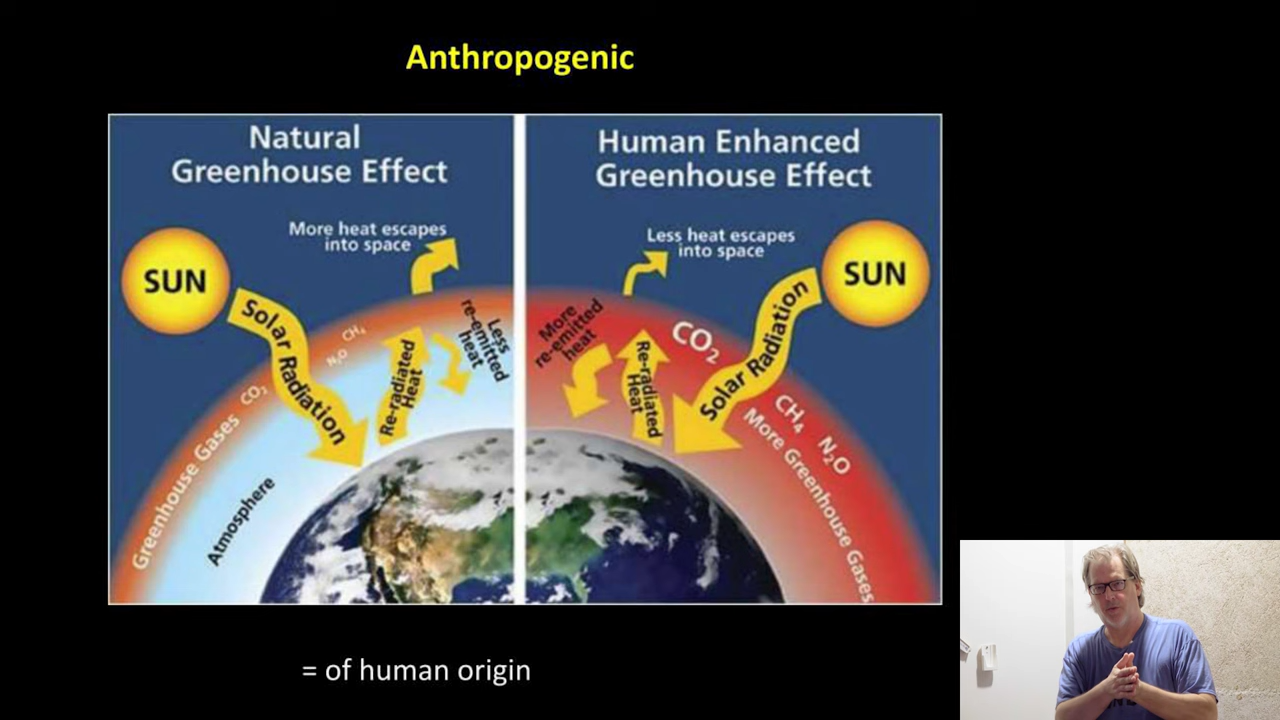 Anthropogenic
Natural
Greenhouse Effect
More heat escapes
into space
SUN
Solar Radiation
CH₄
N₂O
CO₂
Re-radiated
Heat
Less
re-emitted
heat
Greenhouse Gases
Atmosphere
Human Enhanced
Greenhouse Effect
Less heat escapes
into space
SUN
More
re-emitted
heat
CO₂
Re-radiated
Heat
Solar Radiation
CH₄
N₂O
More Greenhouse Gases
= of human origin